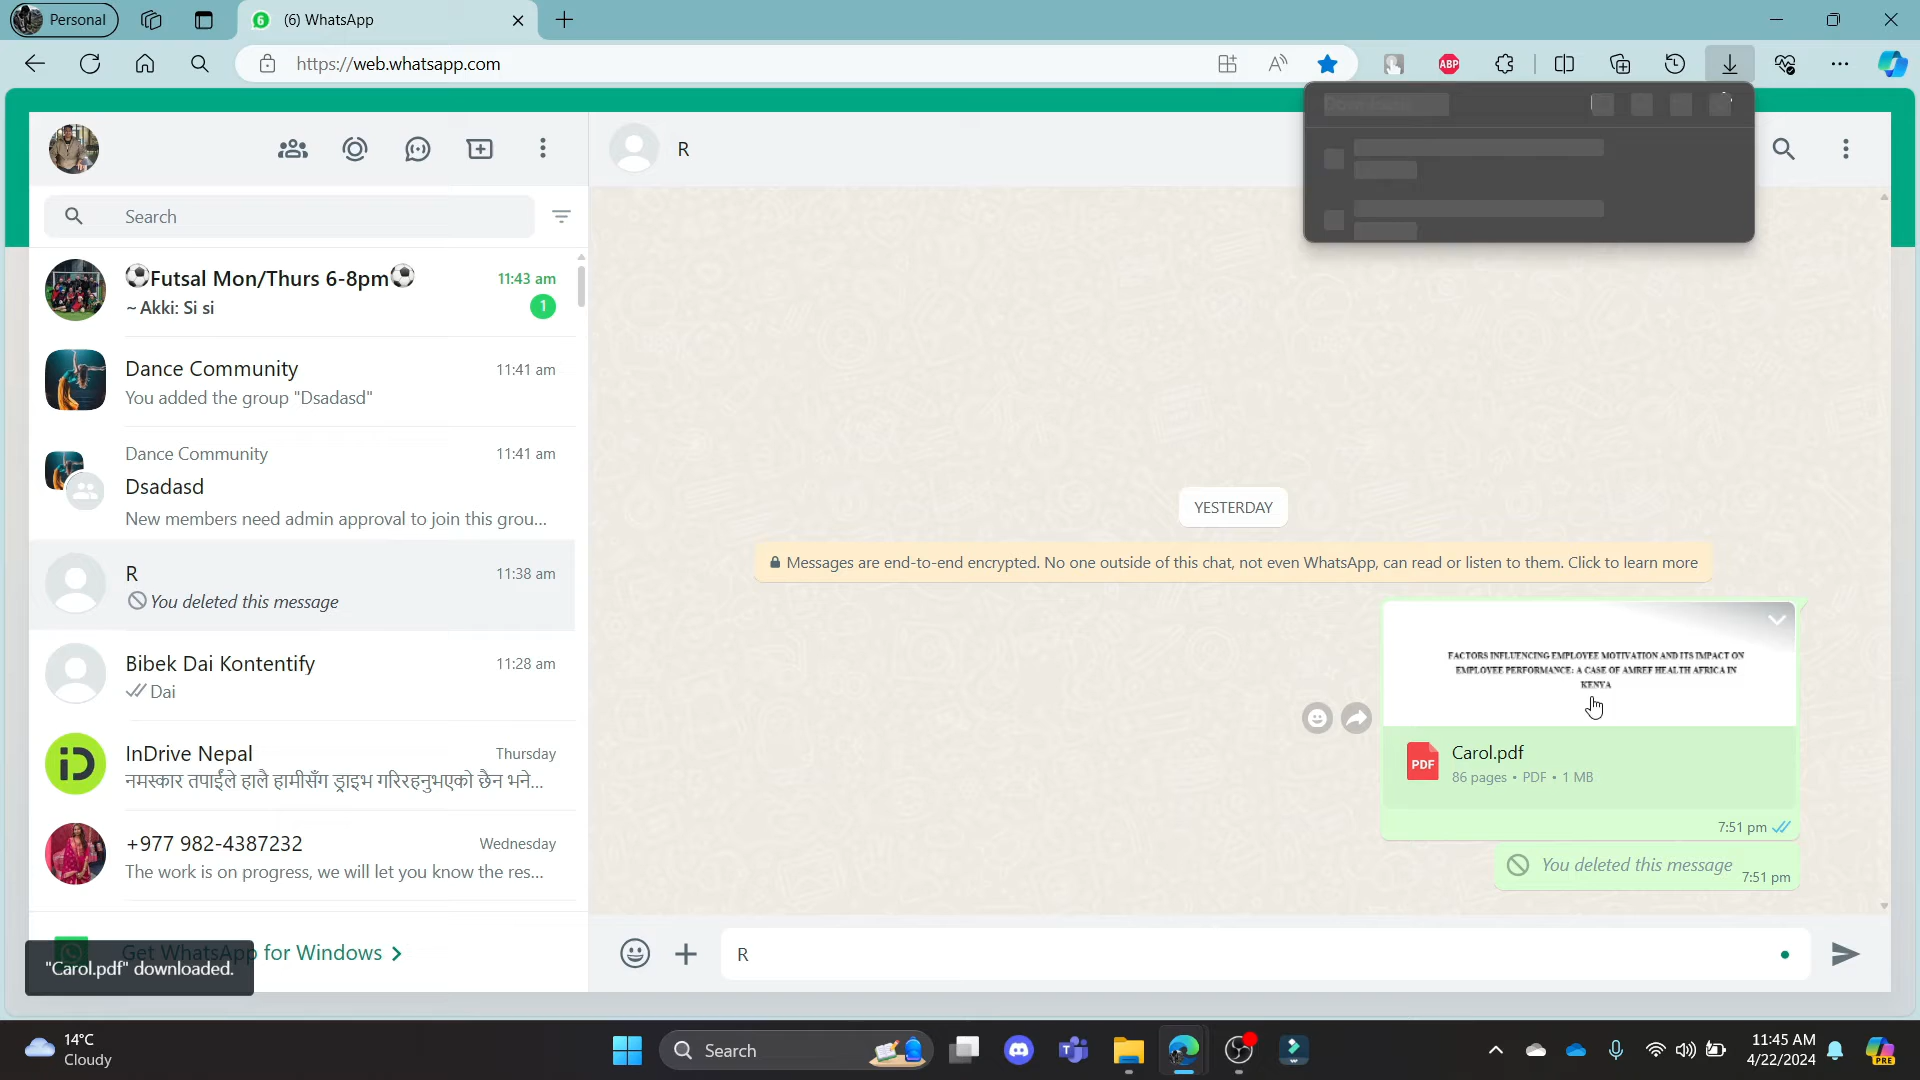 Personal
(6) WhatsApp
https://web.whatsapp.com
ABP
R
Search
⚽Futsal Mon/Thurs 6-8pm⚽
11:43 am
~ Akki: Si si
1
Dance Community
11:41 am
You added the group "Dsadasd"
Dance Community
11:41 am
Dsadasd
New members need admin approval to join this grou...
R
11:38 am
You deleted this message
Bibek Dai Kontentify
11:28 am
Dai
InDrive Nepal
Thursday
नमस्कार तपाईंले हालै हामीसँग ड्राइभ गरिरहनुभएको छैन भने...
+977 982-4387232
Wednesday
The work is on progress, we will let you know the res...
Get WhatsApp for Windows >
"Carol.pdf" downloaded.
YESTERDAY
Messages are end-to-end encrypted. No one outside of this chat, not even WhatsApp, can read or listen to them. Click to learn more
FACTORS INFLUENCING EMPLOYEE MOTIVATION AND ITS IMPACT ON
EMPLOYEE PERFORMANCE: A CASE OF AMREF HEALTH AFRICA IN
KENYA
PDF
Carol.pdf
86 pages • PDF • 1 MB
7:51 pm
You deleted this message
7:51 pm
R
14°C
Cloudy
Search
11:45 AM
4/22/2024
PRE